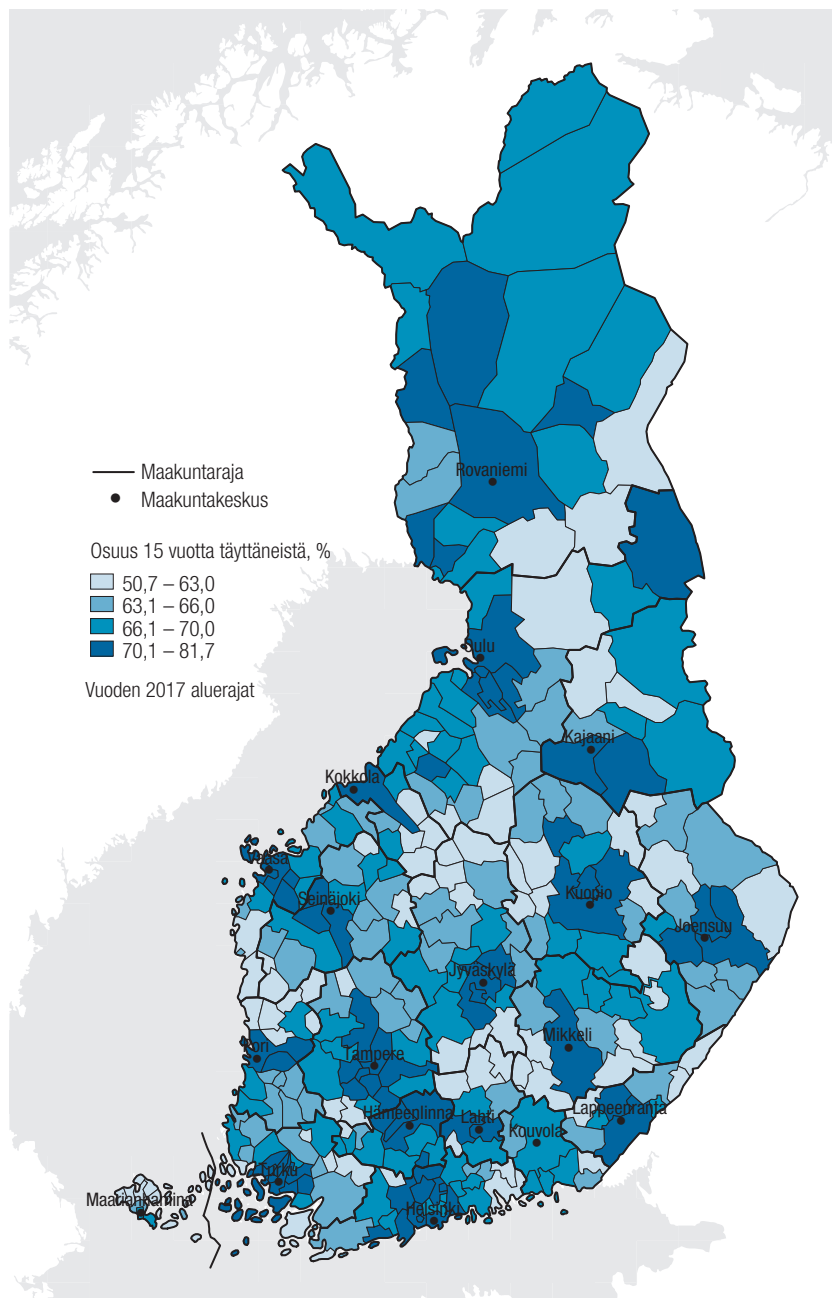 Rovaniemi
Maakuntaraja
Maakuntakeskus
Osuus 15 vuotta täyttäneistä, %
50,7 – 63,0
63,1 – 66,0
66,1 – 70,0
70,1 – 81,7
Vuoden 2017 aluerajat
Oulu
Kajaani
Kokkola
Vaasa
Seinäjoki
Kuopio
Joensuu
Jyväskylä
Mikkeli
Pori
Tampere
Hämeenlinna
Lahti
Lappeenranta
Kouvola
Turku
Maarianhamina
Helsinki